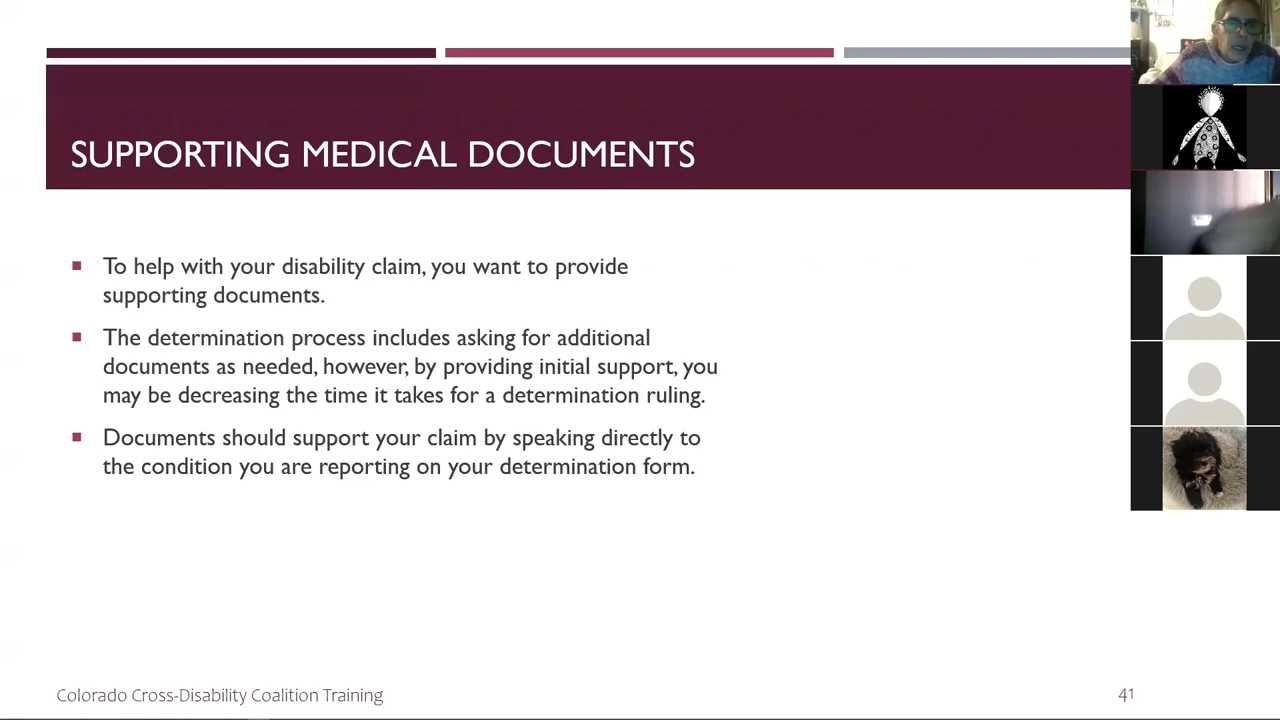 SUPPORTING MEDICAL DOCUMENTS
To help with your disability claim, you want to provide
supporting documents.
The determination process includes asking for additional
documents as needed, however, by providing initial support, you
may be decreasing the time it takes for a determination ruling.
Documents should support your claim by speaking directly to
the condition you are reporting on your determination form.
Colorado Cross-Disability Coalition Training
41